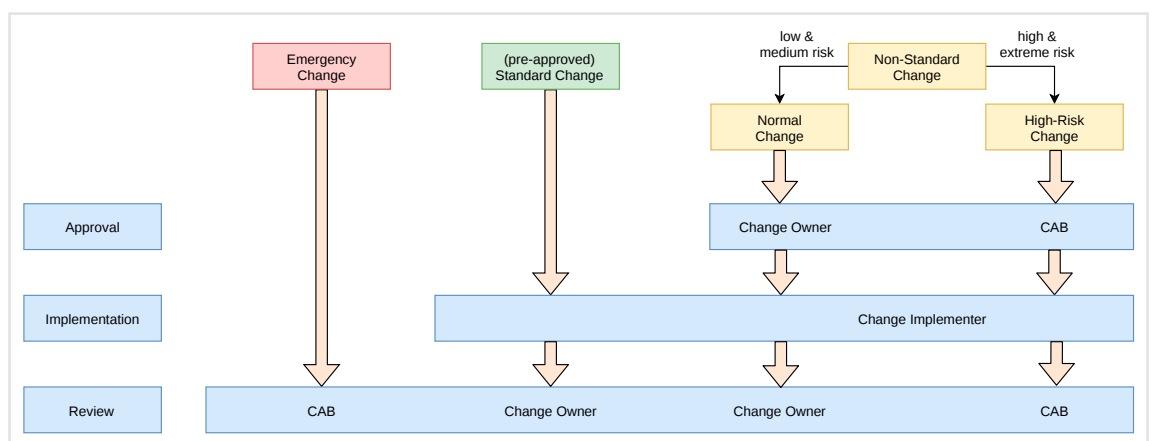 Emergency
Change
(pre-approved)
Standard Change
low &
medium risk
Non-Standard
Change
high &
extreme risk
Normal
Change
High-Risk
Change
Approval
Change Owner
CAB
Implementation
Change Implementer
Review
CAB
Change Owner
Change Owner
CAB